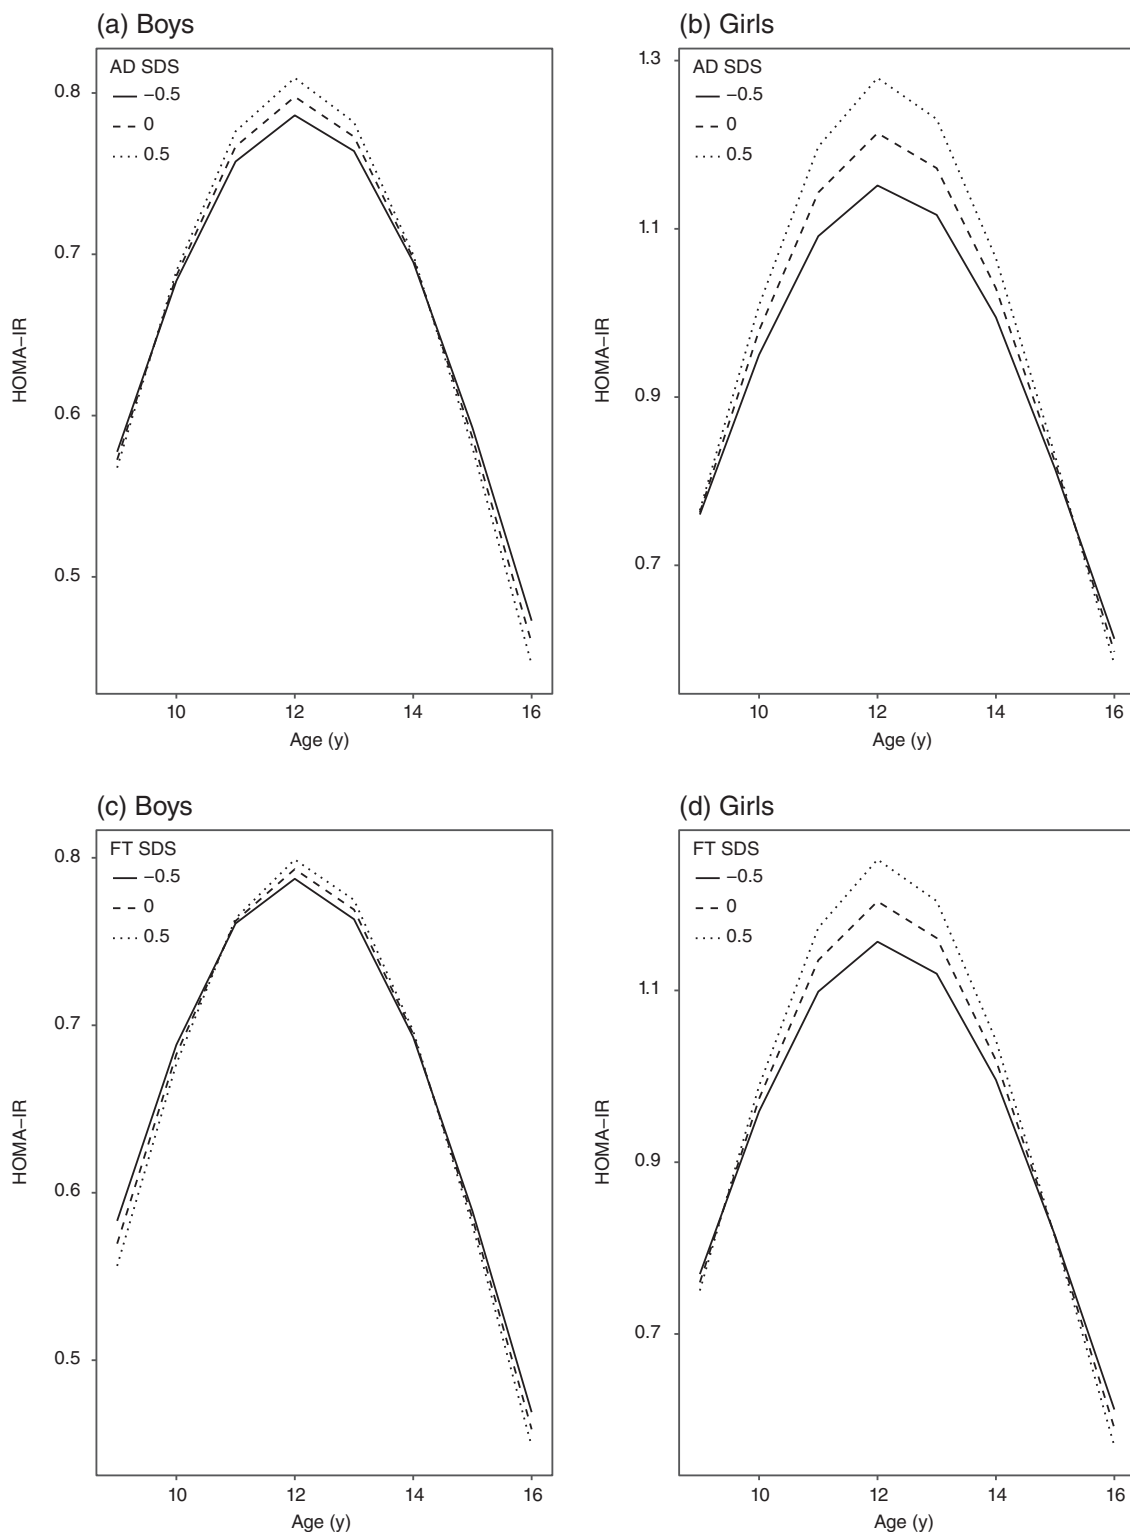 (a) Boys
AD SDS
−0.5
0
0.5
0.8
0.7
0.6
0.5
HOMA−IR
10 12 14 16
Age (y)
(b) Girls
AD SDS
−0.5
0
0.5
1.3
1.1
0.9
0.7
HOMA−IR
10 12 14 16
Age (y)
(c) Boys
FT SDS
−0.5
0
0.5
0.8
0.7
0.6
0.5
HOMA−IR
10 12 14 16
Age (y)
(d) Girls
FT SDS
−0.5
0
0.5
1.1
0.9
0.7
HOMA−IR
10 12 14 16
Age (y)